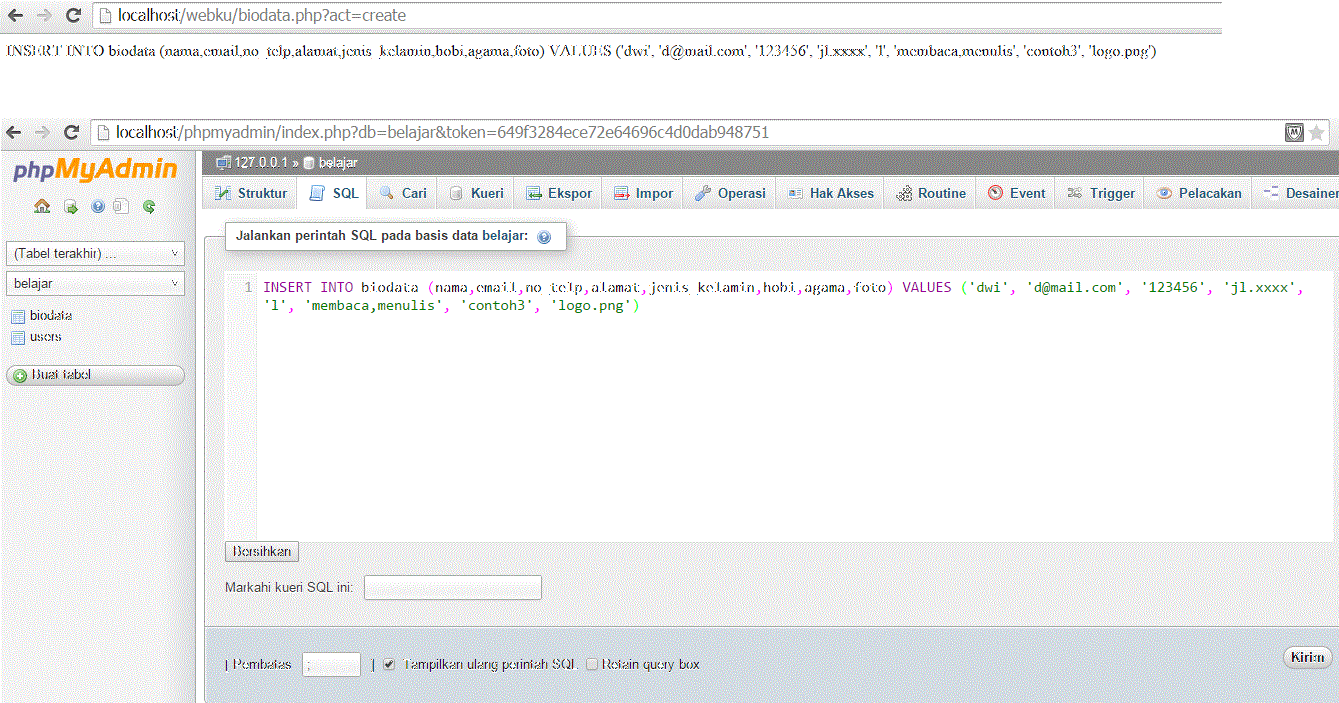 localhost/webku/biodata.php?act=create
INSERT INTO biodata (nama,email,no_telp,alamat,jenis_kelamin,hobi,agama,foto) VALUES ('dwi', 'd@mail.com', '123456', 'jl.xxxx', 'l', 'membaca,menulis', 'contoh3', 'logo.png')
localhost/phpmyadmin/index.php?db=belajar&token=649f3284ece72e64696c4d0dab948751
phpMyAdmin
127.0.0.1 » belajar
Struktur SQL Cari Kueri Ekspor Impor Operasi Hak Akses Routine Event Trigger Pelacakan Desainer
Jalankan perintah SQL pada basis data belajar:
(Tabel terakhir) ...
belajar
biodata
users
Buat tabel
1 INSERT INTO biodata (nama,email,no_telp,alamat,jenis_kelamin,hobi,agama,foto) VALUES ('dwi', 'd@mail.com', '123456', 'jl.xxxx',
'l', 'membaca,menulis', 'contoh3', 'logo.png')
Bersihkan
Markahi kueri SQL ini:
[ Pembatas ; ] Tampilkan ulang perintah SQL Retain query box
Kirim